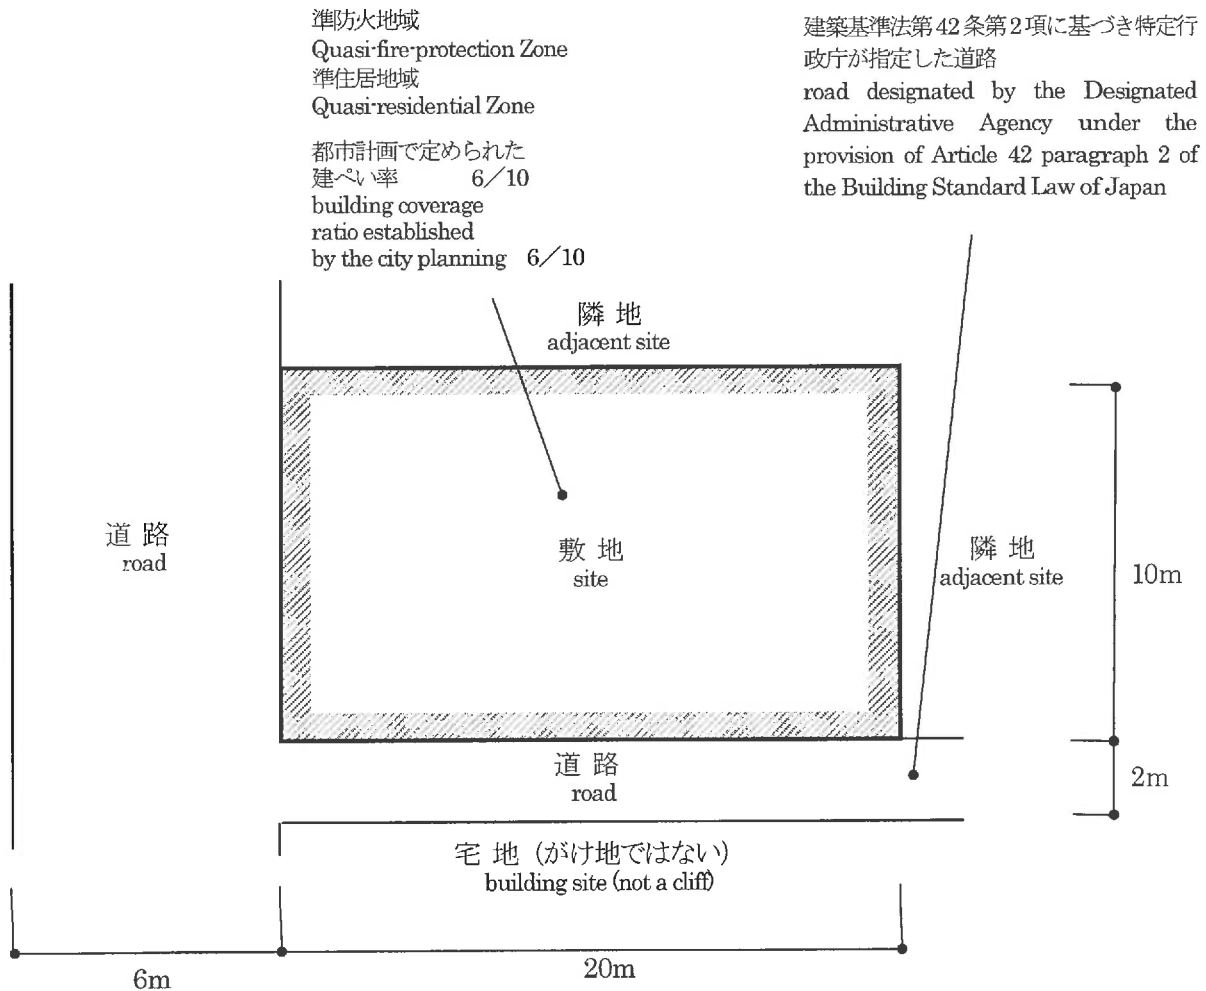 準防火地域
Quasi-fire-protection Zone
準住居地域
Quasi-residential Zone
都市計画で定められた
建ぺい率 6／10
building coverage
ratio established
by the city planning 6／10
建築基準法第42条第2項に基づき特定行
政庁が指定した道路
road designated by the Designated
Administrative Agency under the
provision of Article 42 paragraph 2 of
the Building Standard Law of Japan
隣地
adjacent site
道路
road
敷地
site
隣地
adjacent site
10m
道路
road
2m
宅地（がけ地ではない）
building site (not a cliff)
6m
20m